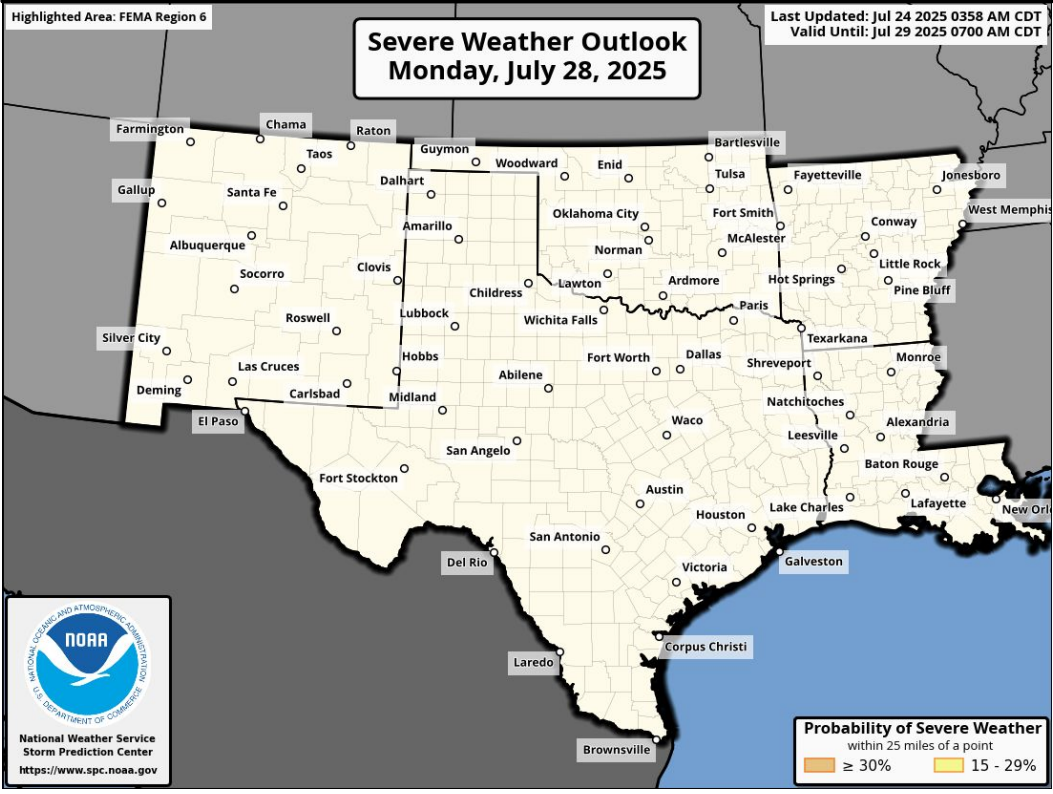 Highlighted Area: FEMA Region 6
Severe Weather Outlook
Monday, July 28, 2025
Last Updated: Jul 24 2025 0358 AM CDT
Valid Until: Jul 29 2025 0700 AM CDT
Farmington
Chama
Raton
Taos
Guymon
Woodward
Enid
Bartlesville
Tulsa
Fayetteville
Jonesboro
Gallup
Santa Fe
Dalhart
Oklahoma City
Fort Smith
West Memphis
Albuquerque
Amarillo
Norman
McAlester
Conway
Little Rock
Socorro
Clovis
Childress
Lawton
Ardmore
Hot Springs
Pine Bluff
Roswell
Lubbock
Wichita Falls
Paris
Texarkana
Silver City
Hobbs
Fort Worth
Dallas
Shreveport
Monroe
Las Cruces
Abilene
Deming
Carlsbad
Midland
Natchitoches
El Paso
Waco
Leesville
Alexandria
San Angelo
Baton Rouge
Fort Stockton
Austin
Houston
Lake Charles
Lafayette
New Orl
San Antonio
Del Rio
Victoria
Galveston
Laredo
Corpus Christi
Brownsville
NATIONAL OCEANIC AND ATMOSPHERIC ADMINISTRATION
NOAA
U.S. DEPARTMENT OF COMMERCE
National Weather Service
Storm Prediction Center
https://www.spc.noaa.gov
Probability of Severe Weather
within 25 miles of a point
≥ 30% 15 - 29%